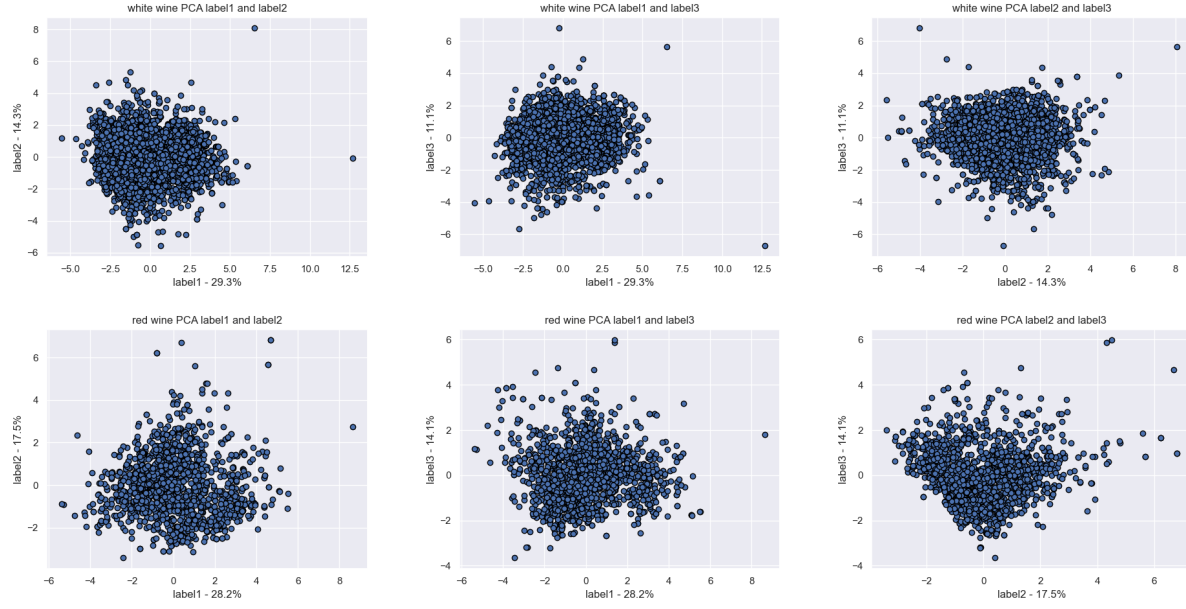 white wine PCA label1 and label2
8
6
4
2
0
−2
−4
−6
label2 - 14.3%
−5.0 −2.5 0.0 2.5 5.0 7.5 10.0 12.5
label1 - 29.3%
white wine PCA label1 and label3
6
4
2
0
−2
−4
−6
label3 - 11.1%
−5.0 −2.5 0.0 2.5 5.0 7.5 10.0 12.5
label1 - 29.3%
white wine PCA label2 and label3
6
4
2
0
−2
−4
−6
label3 - 11.1%
−6 −4 −2 0 2 4 6 8
label2 - 14.3%
red wine PCA label1 and label2
6
4
2
0
−2
label2 - 17.5%
−6 −4 −2 0 2 4 6 8
label1 - 28.2%
red wine PCA label1 and label3
6
4
2
0
−2
−4
label3 - 14.1%
−6 −4 −2 0 2 4 6 8
label1 - 28.2%
red wine PCA label2 and label3
6
4
2
0
−2
−4
label3 - 14.1%
−2 0 2 4 6
label2 - 17.5%